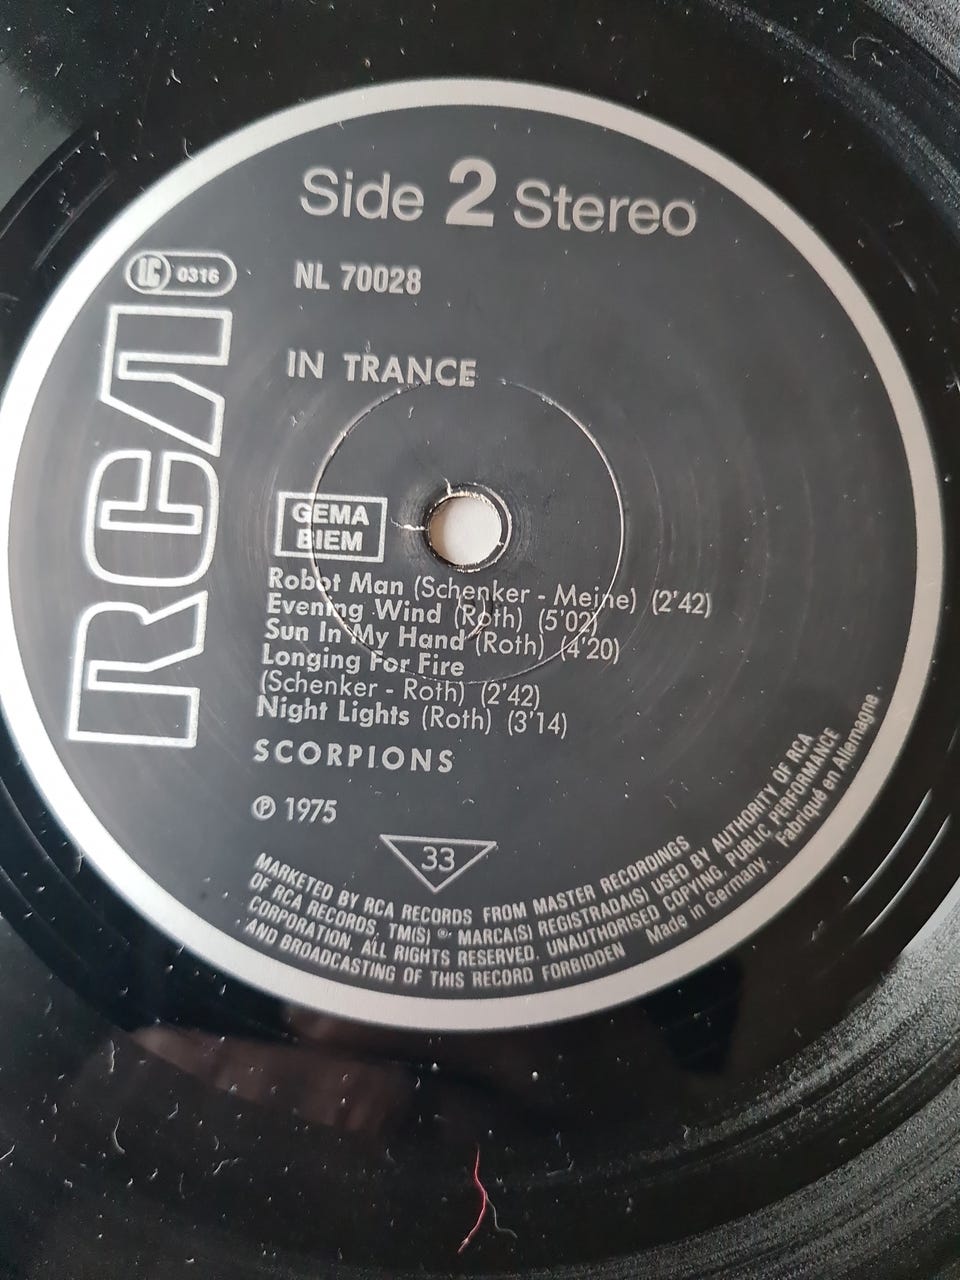 Side 2 Stereo
LC 0316
NL 70028
RCA
IN TRANCE
GEMA
BIEM
Robot Man (Schenker - Meine) (2'42)
Evening Wind (Roth) (5'02)
Sun In My Hand (Roth) (4'20)
Longing For Fire
(Schenker - Roth) (2'42)
Night Lights (Roth) (3'14)
SCORPIONS
℗ 1975
33
MARKETED BY RCA RECORDS FROM MASTER RECORDINGS
OF RCA RECORDS, TM(S) ® MARCA(S) REGISTRADA(S) USED BY AUTHORITY OF RCA
CORPORATION. ALL RIGHTS RESERVED. UNAUTHORISED COPYING, PUBLIC PERFORMANCE
AND BROADCASTING OF THIS RECORD FORBIDDEN Made in Germany. Fabriqué en Allemagne.